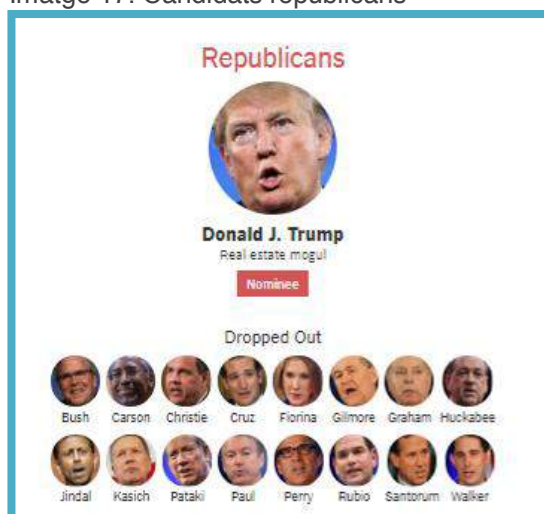 Imatge 17. Candidats republicans
Republicans
Donald J. Trump
Real estate mogul
Nominee
Dropped Out
Bush Carson Christie Cruz Fiorina Gilmore Graham Huckabee
Jindal Kasich Pataki Paul Perry Rubio Santorum Walker